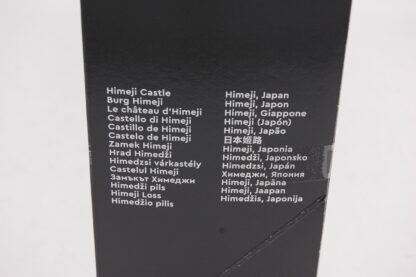 Himeji Castle
Burg Himeji
Le château d'Himeji
Castello di Himeji
Castillo de Himeji
Castelo de Himeji
Zamek Himeji
Hrad Himedži
Himedzsi várkastély
Castelul Himeji
Замъкът Химеджи
Himedži pils
Himeji Loss
Himedžio pilis
Himeji, Japan
Himeji, Japon
Himeji, Giappone
Himeji (Japón)
Himeji, Japão
日本姬路
Himeji, Japonia
Himedži, Japonsko
Himedzsi, Japán
Химеджи, Япония
Himedži, Japāna
Himeji, Jaapan
Himedžis, Japonija